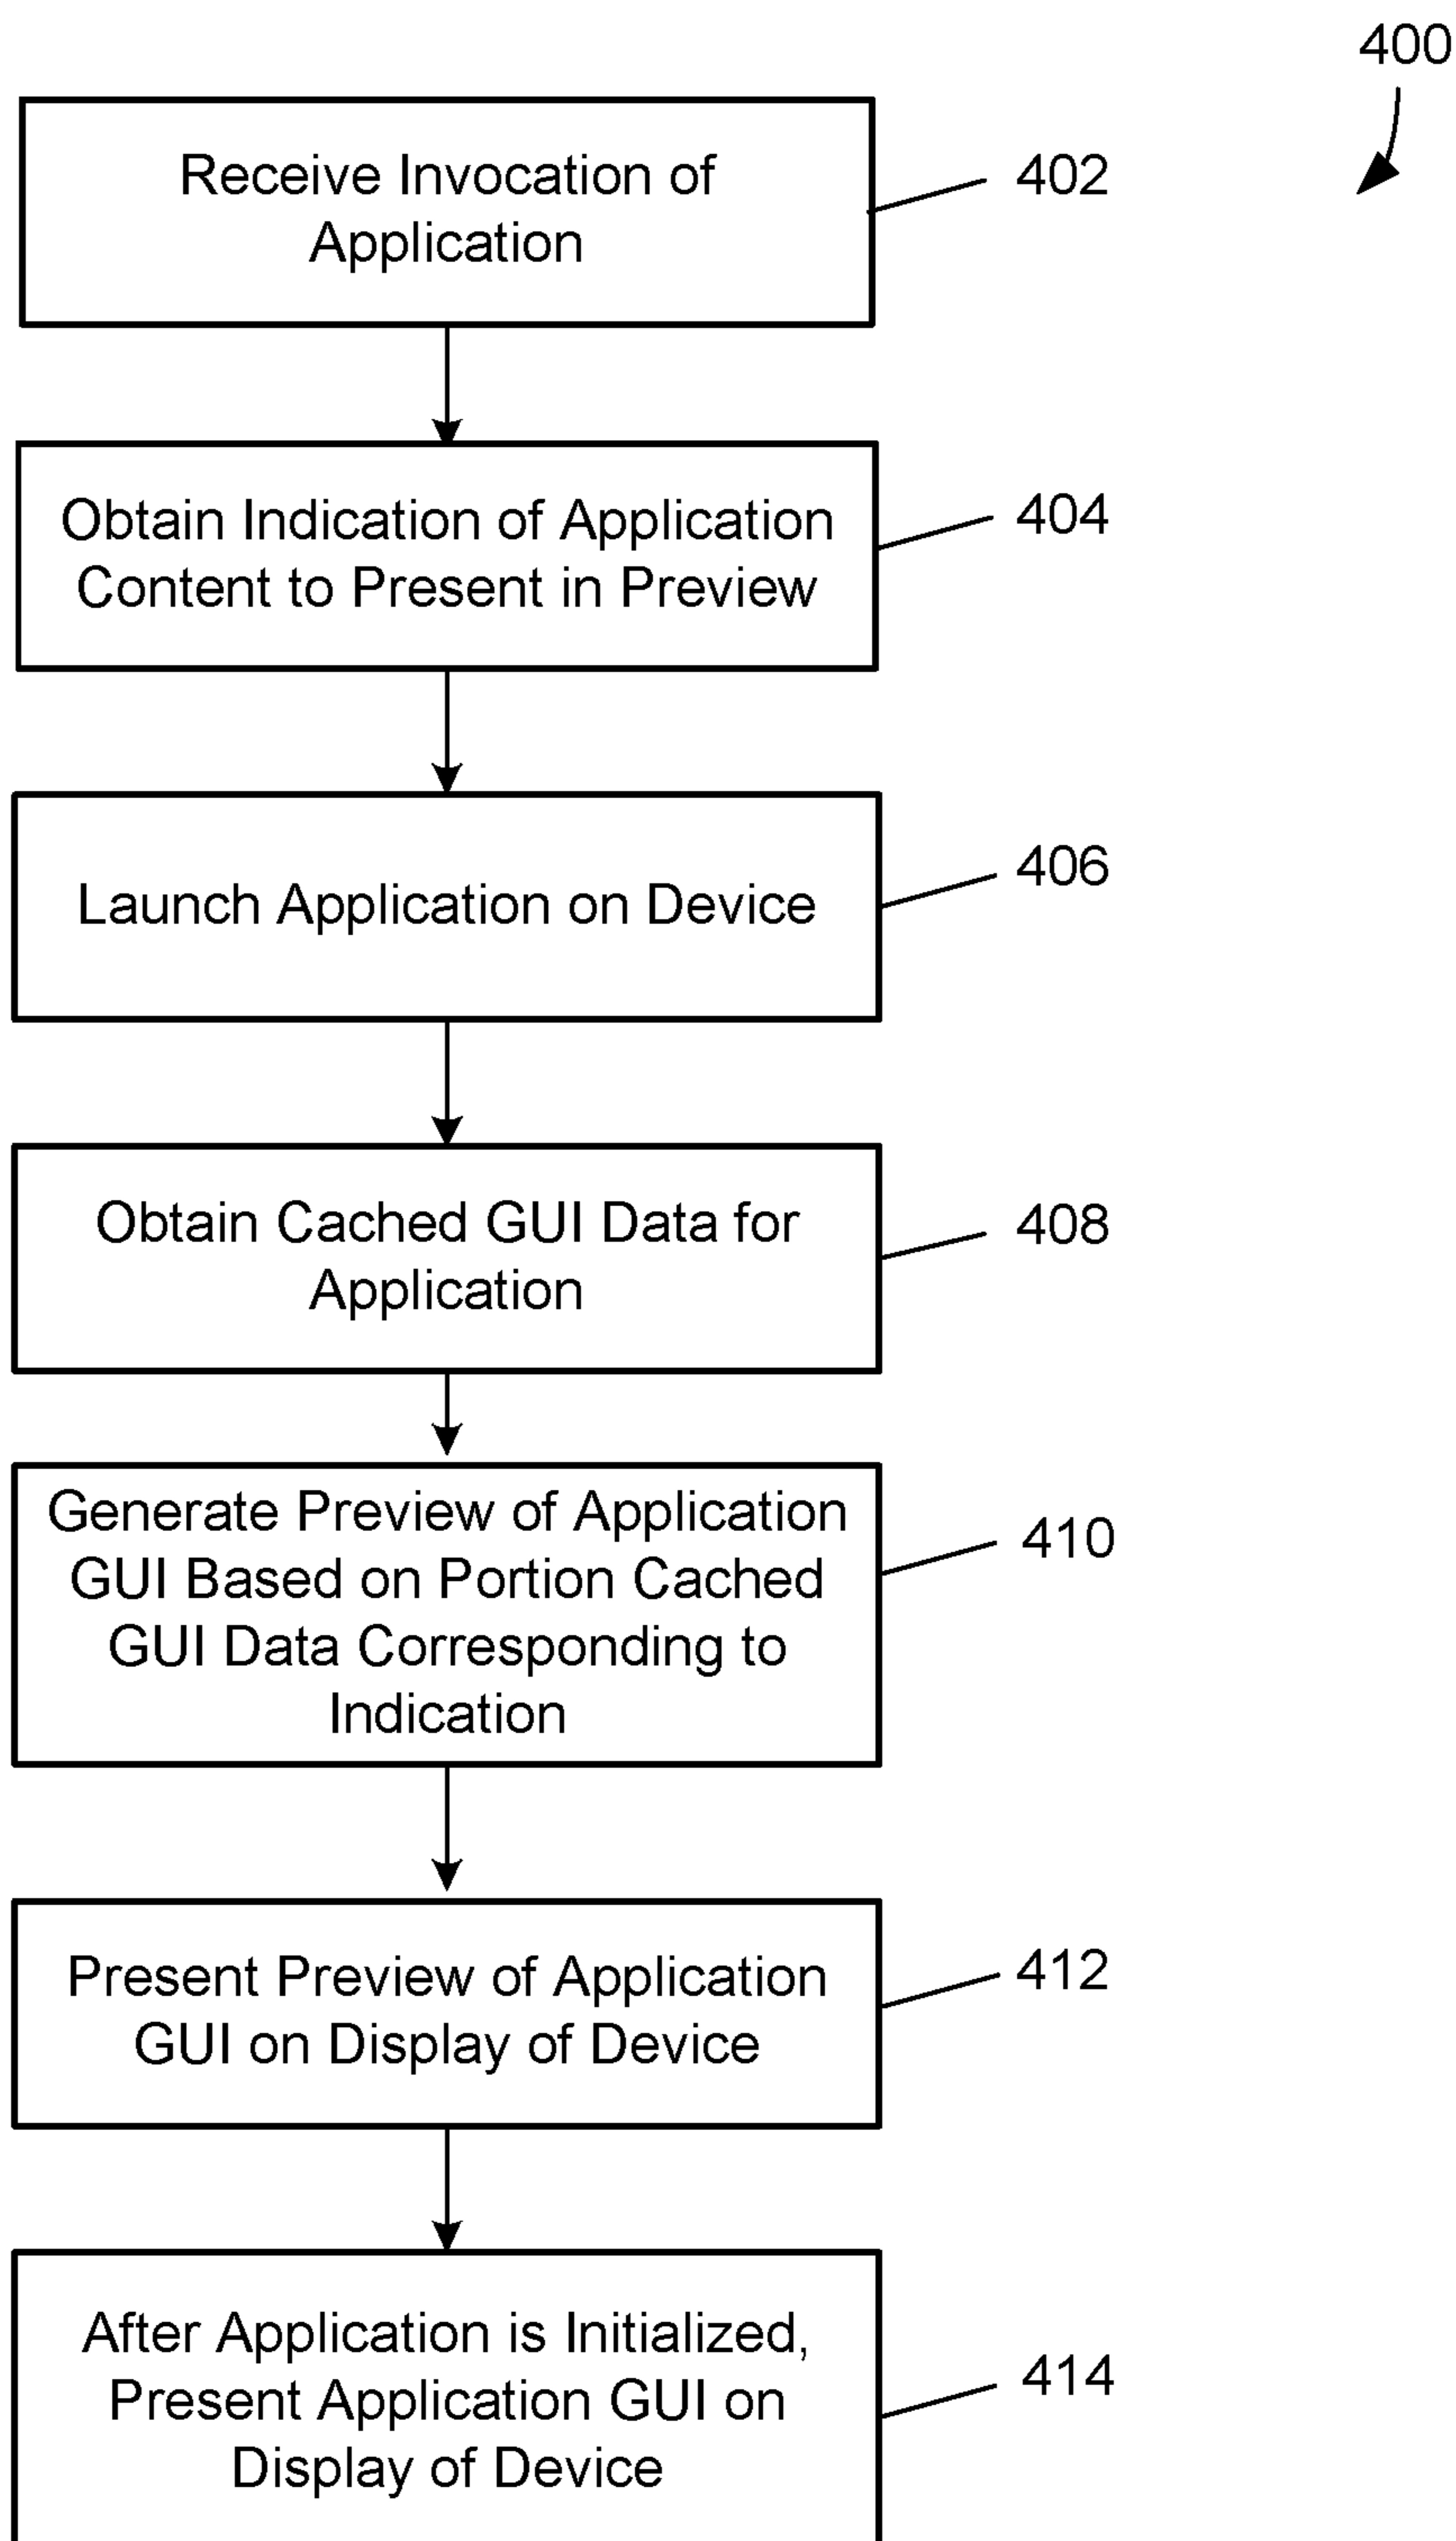 400
Receive Invocation of
Application
402
Obtain Indication of Application
Content to Present in Preview
404
Launch Application on Device
406
Obtain Cached GUI Data for
Application
408
Generate Preview of Application
GUI Based on Portion Cached
GUI Data Corresponding to
Indication
410
Present Preview of Application
GUI on Display of Device
412
After Application is Initialized,
Present Application GUI on
Display of Device
414